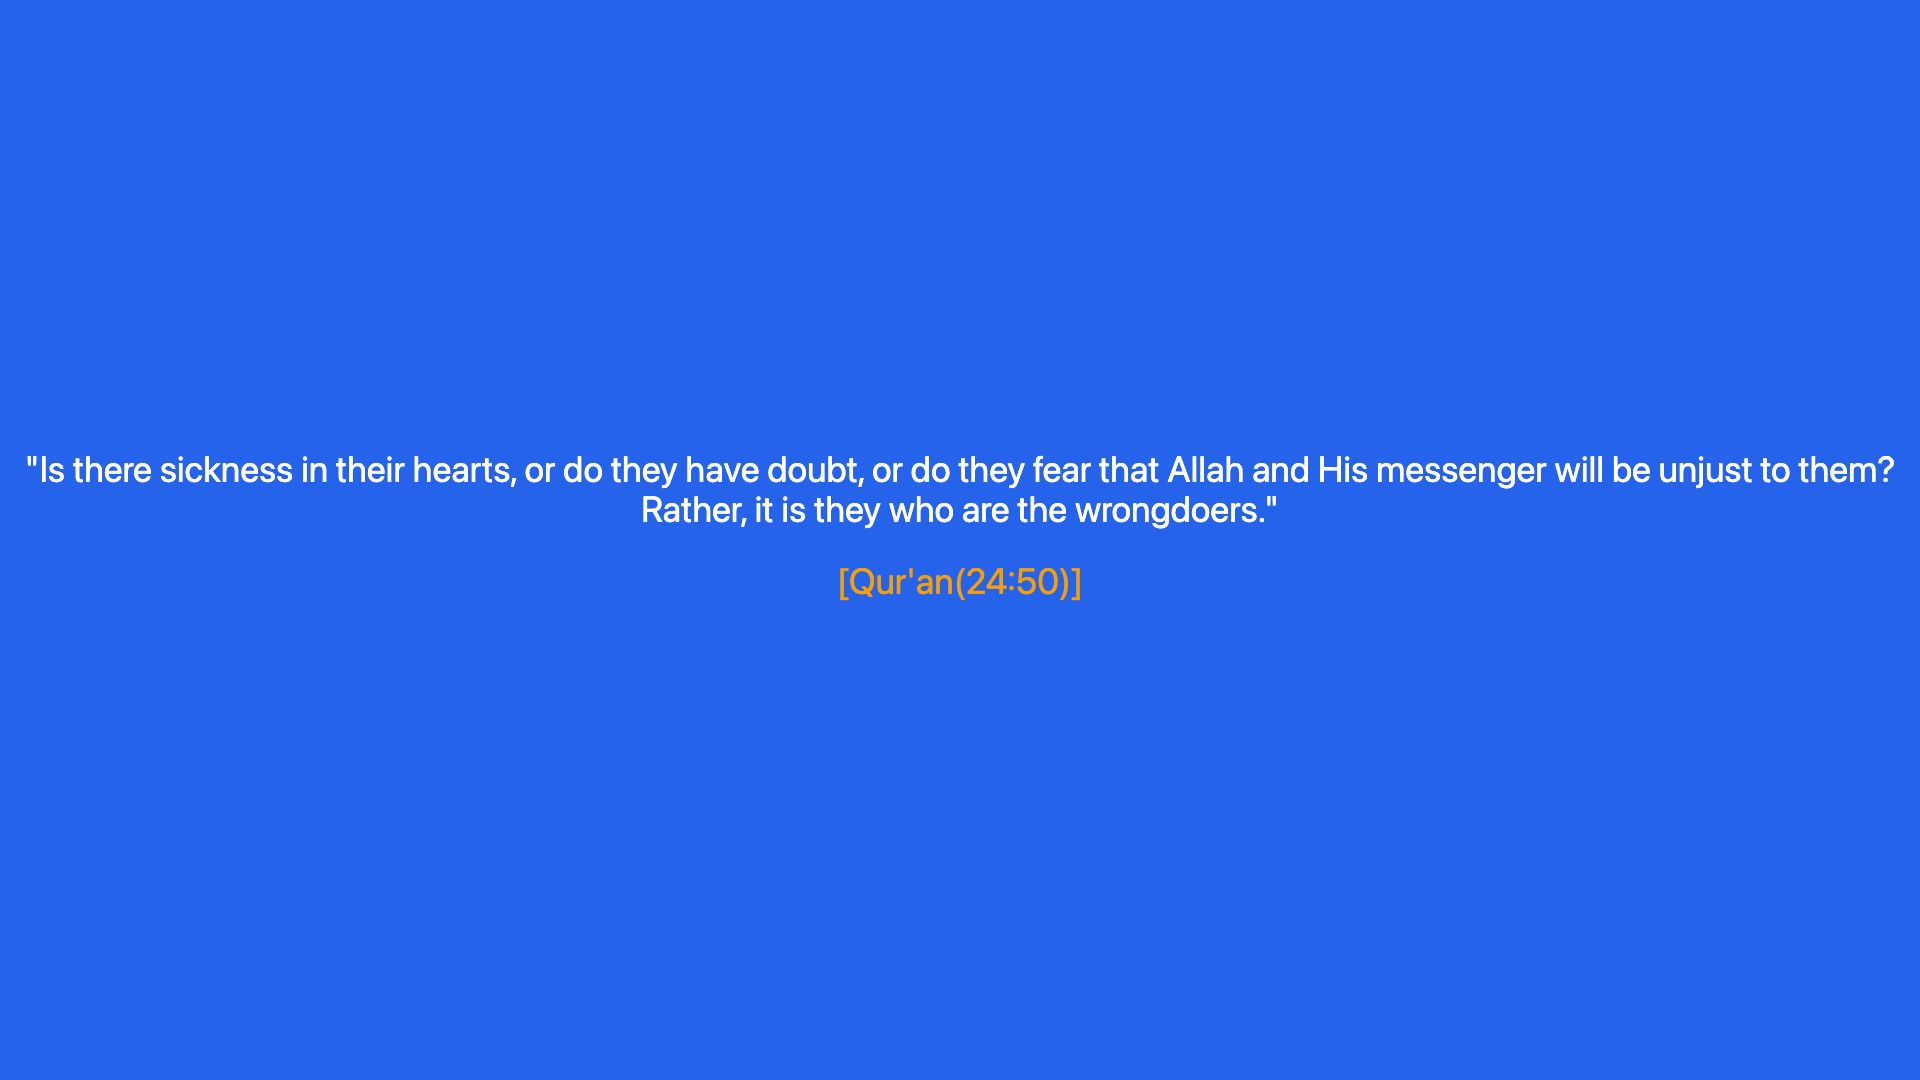 "Is there sickness in their hearts, or do they have doubt, or do they fear that Allah and His messenger will be unjust to them?
Rather, it is they who are the wrongdoers."
[Qur'an(24:50)]